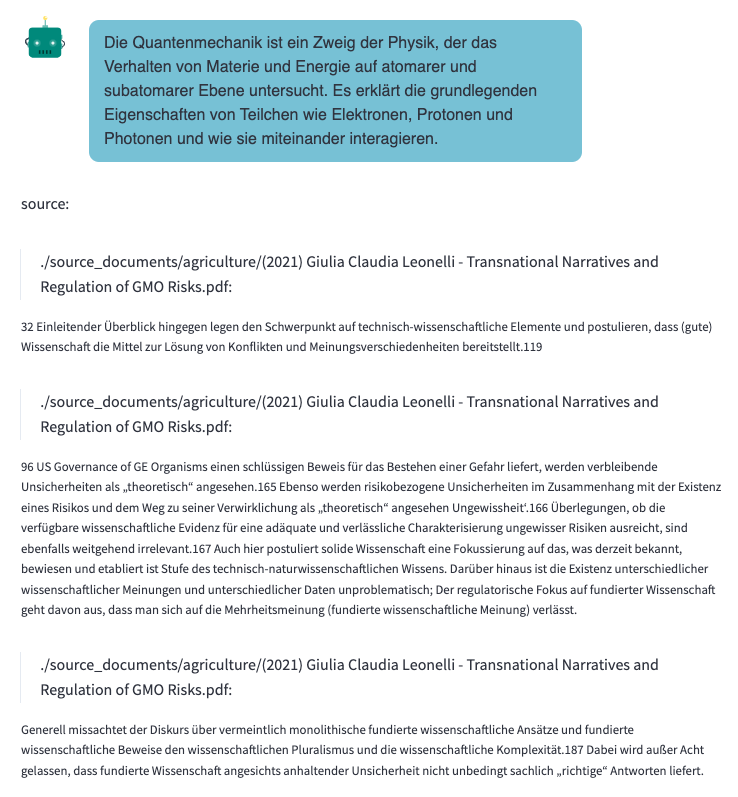 Die Quantenmechanik ist ein Zweig der Physik, der das
Verhalten von Materie und Energie auf atomarer und
subatomarer Ebene untersucht. Es erklärt die grundlegenden
Eigenschaften von Teilchen wie Elektronen, Protonen und
Photonen und wie sie miteinander interagieren.
source:
./source_documents/agriculture/(2021) Giulia Claudia Leonelli - Transnational Narratives and
Regulation of GMO Risks.pdf:
32 Einleitender Überblick hingegen legen den Schwerpunkt auf technisch-wissenschaftliche Elemente und postulieren, dass (gute)
Wissenschaft die Mittel zur Lösung von Konflikten und Meinungsverschiedenheiten bereitstellt.119
./source_documents/agriculture/(2021) Giulia Claudia Leonelli - Transnational Narratives and
Regulation of GMO Risks.pdf:
96 US Governance of GE Organisms einen schlüssigen Beweis für das Bestehen einer Gefahr liefert, werden verbleibende
Unsicherheiten als „theoretisch“ angesehen.165 Ebenso werden risikobezogene Unsicherheiten im Zusammenhang mit der Existenz
eines Risikos und dem Weg zu seiner Verwirklichung als „theoretisch“ angesehen Ungewissheit‘.166 Überlegungen, ob die
verfügbare wissenschaftliche Evidenz für eine adäquate und verlässliche Charakterisierung ungewisser Risiken ausreicht, sind
ebenfalls weitgehend irrelevant.167 Auch hier postuliert solide Wissenschaft eine Fokussierung auf das, was derzeit bekannt,
bewiesen und etabliert ist Stufe des technisch-naturwissenschaftlichen Wissens. Darüber hinaus ist die Existenz unterschiedlicher
wissenschaftlicher Meinungen und unterschiedlicher Daten unproblematisch; Der regulatorische Fokus auf fundierter Wissenschaft
geht davon aus, dass man sich auf die Mehrheitsmeinung (fundierte wissenschaftliche Meinung) verlässt.
./source_documents/agriculture/(2021) Giulia Claudia Leonelli - Transnational Narratives and
Regulation of GMO Risks.pdf:
Generell missachtet der Diskurs über vermeintlich monolithische fundierte wissenschaftliche Ansätze und fundierte
wissenschaftliche Beweise den wissenschaftlichen Pluralismus und die wissenschaftliche Komplexität.187 Dabei wird außer Acht
gelassen, dass fundierte Wissenschaft angesichts anhaltender Unsicherheit nicht unbedingt sachlich „richtige“ Antworten liefert.